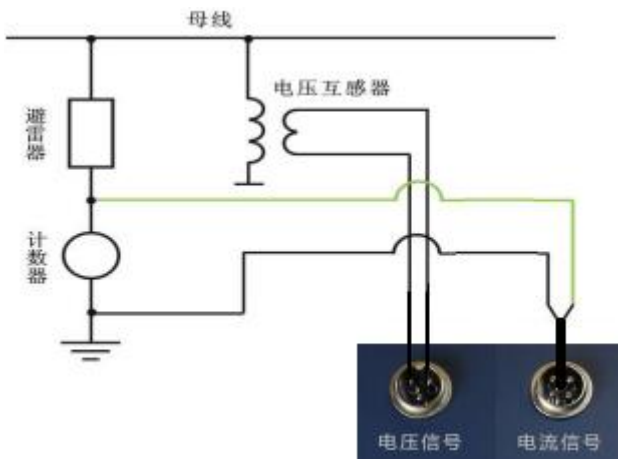 母线
电压互感器
避雷器
计数器
电压信号
电流信号